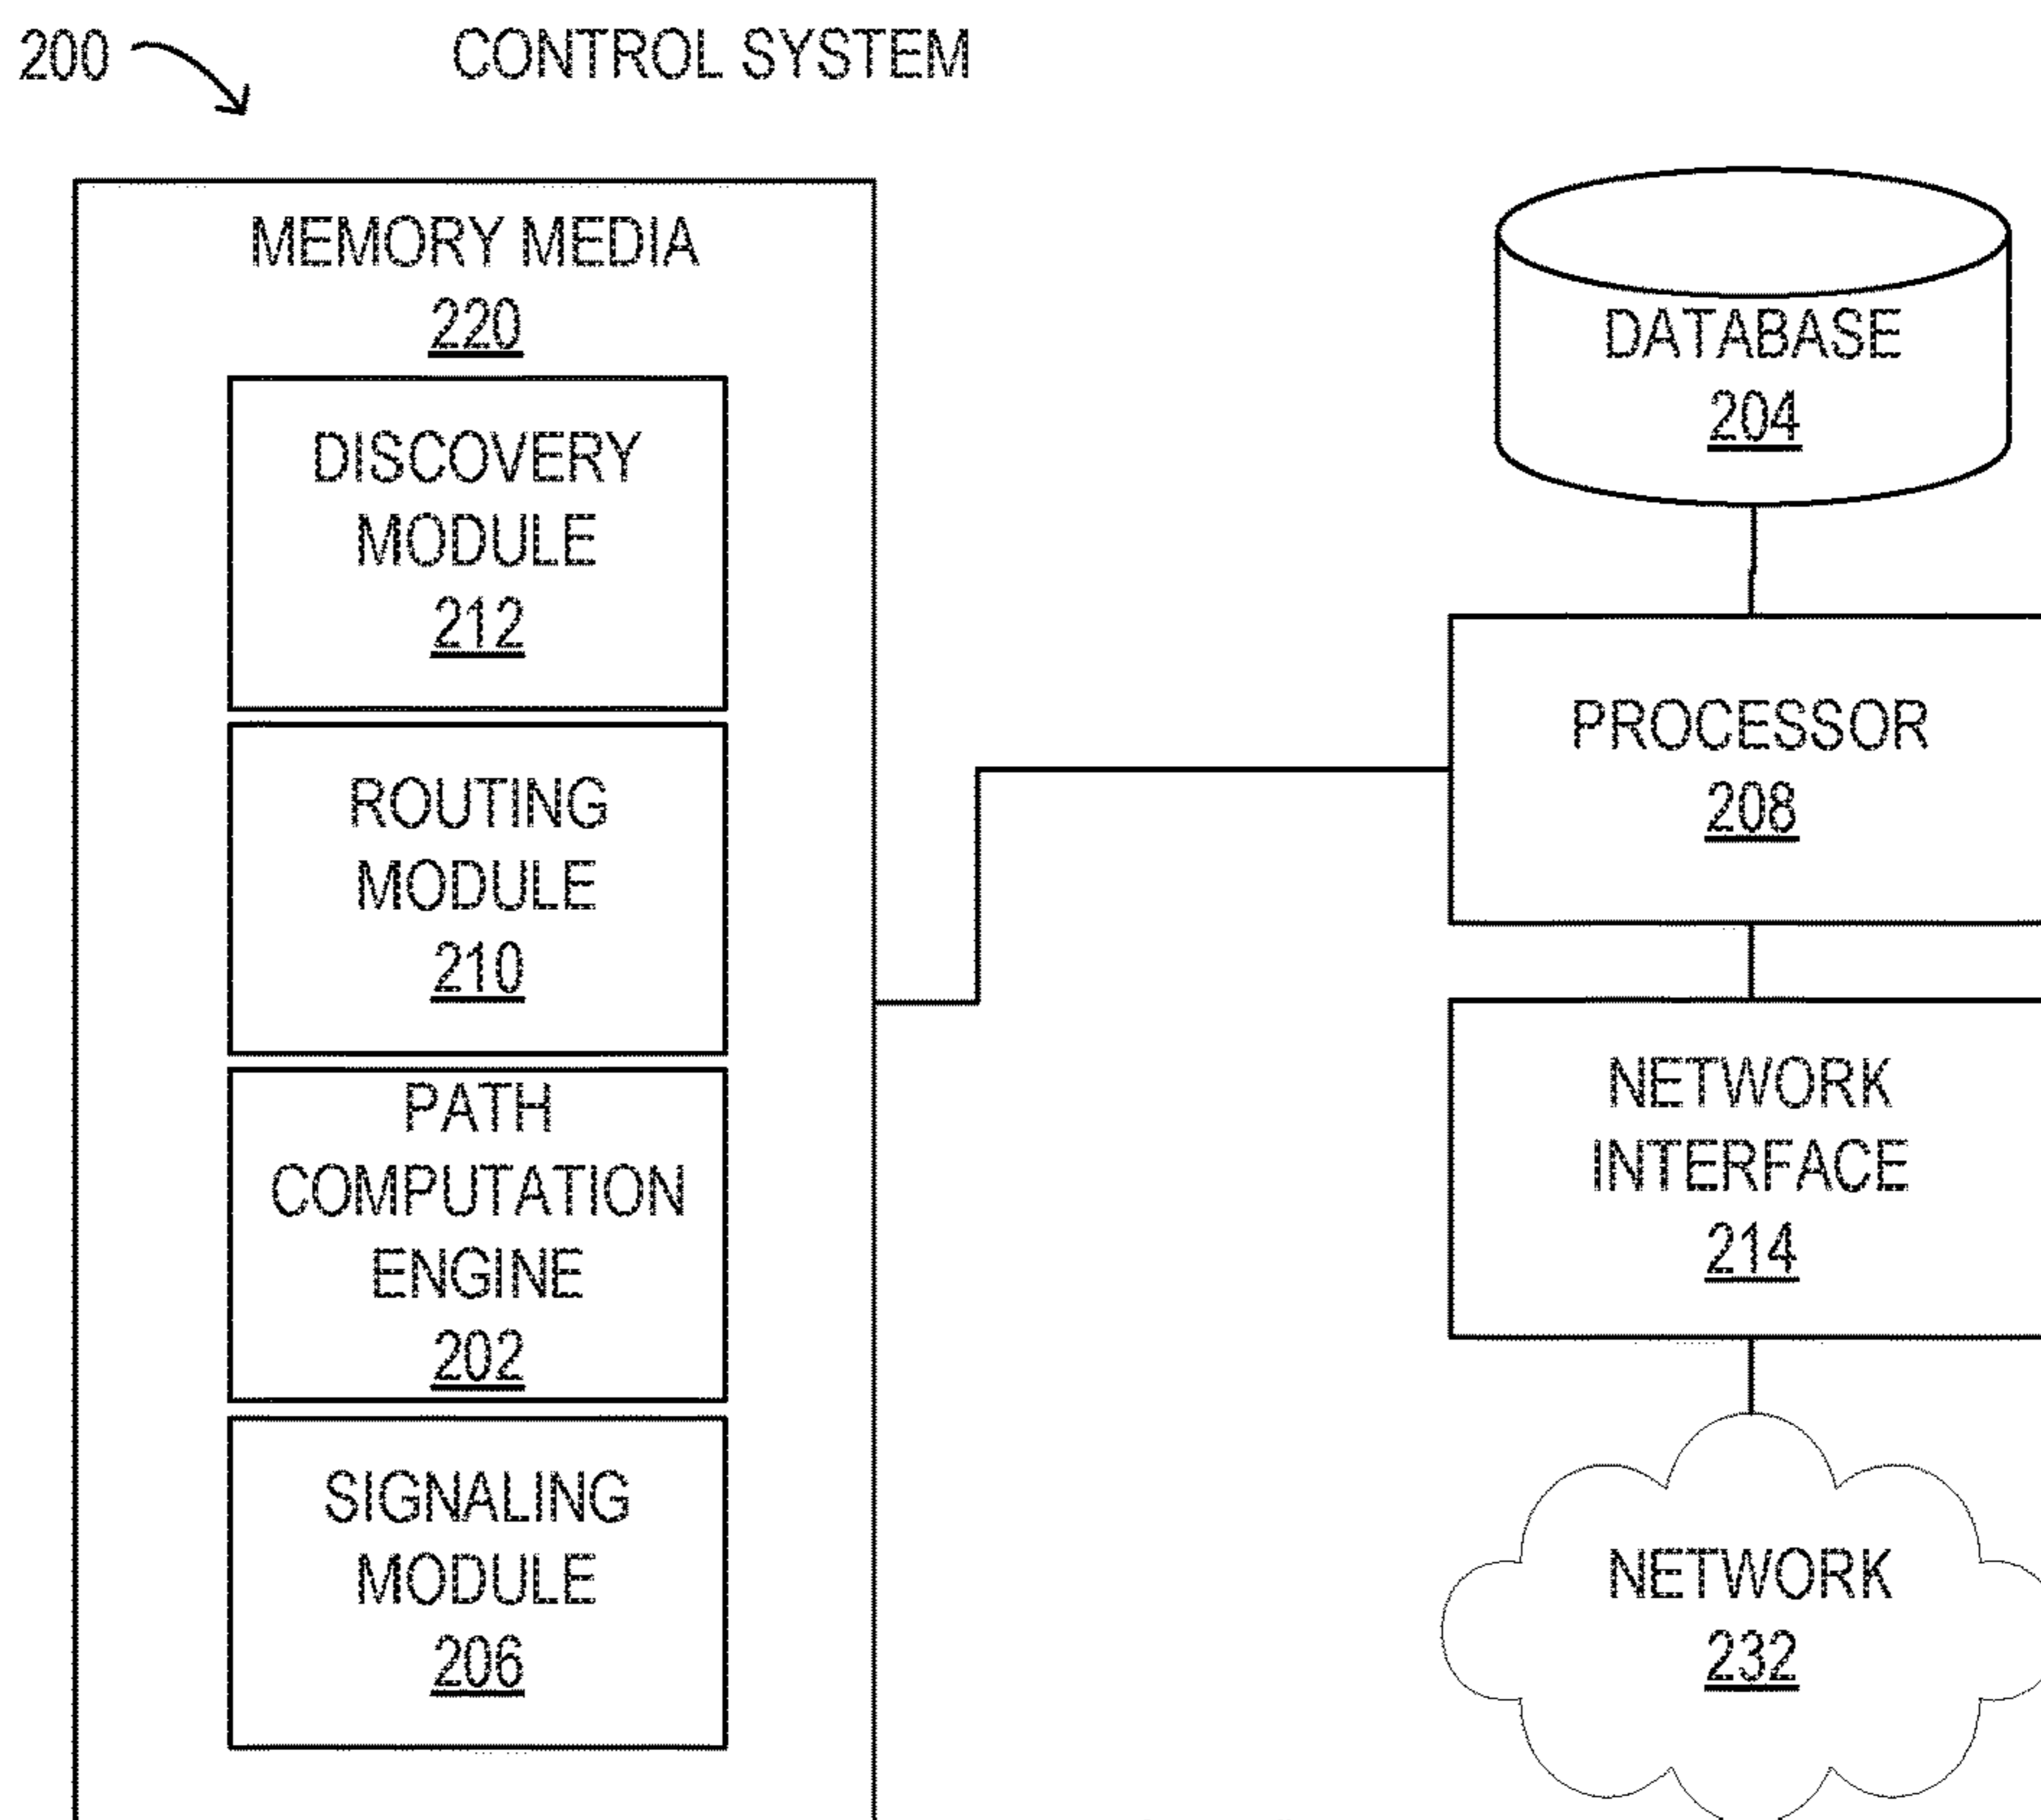 200
CONTROL SYSTEM
MEMORY MEDIA
220
DISCOVERY
MODULE
212
ROUTING
MODULE
210
PATH
COMPUTATION
ENGINE
202
SIGNALING
MODULE
206
DATABASE
204
PROCESSOR
208
NETWORK
INTERFACE
214
NETWORK
232